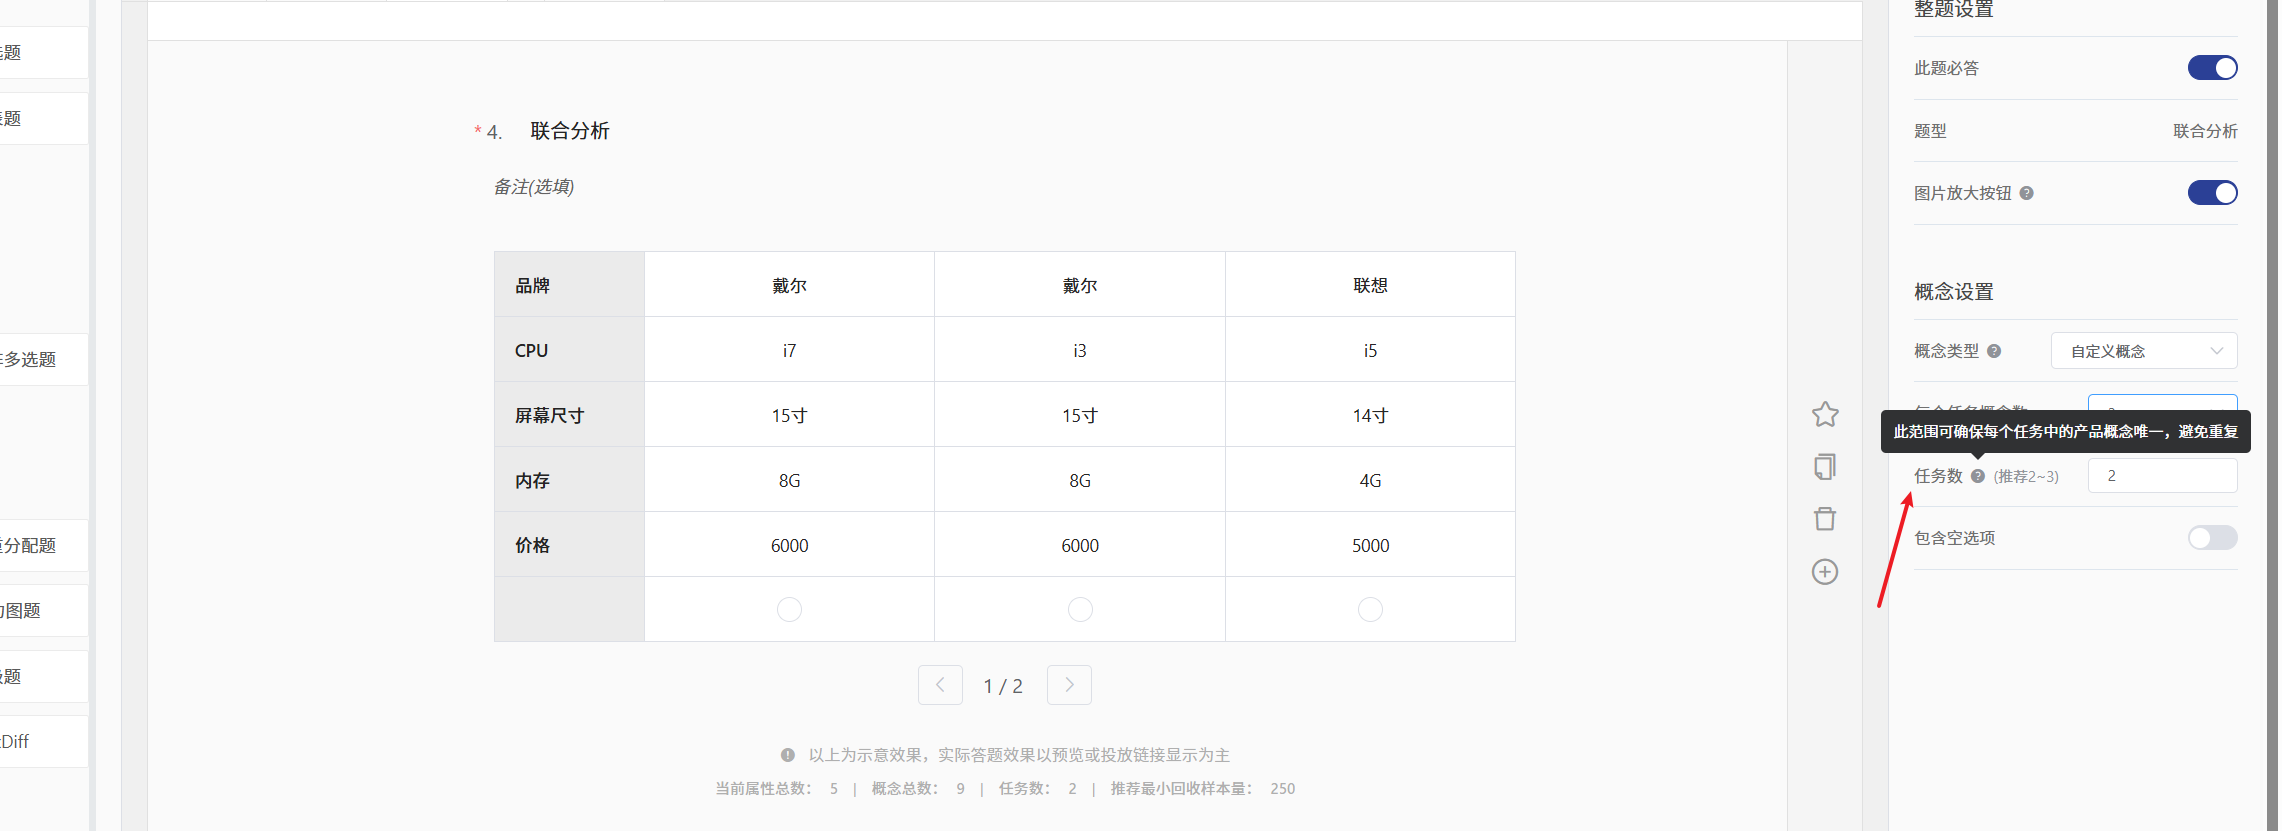 选题
表题
多选题
分配题
图题
级题
Diff
* 4. 联合分析
备注(选填)
品牌 戴尔 戴尔 联想
CPU i7 i3 i5
屏幕尺寸 15寸 15寸 14寸
内存 8G 8G 4G
价格 6000 6000 5000
1 / 2
以上为示意效果，实际答题效果以预览或投放链接显示为主
当前属性总数： 5 | 概念总数： 9 | 任务数： 2 | 推荐最小回收样本量： 250
整题设置
此题必答
题型 联合分析
图片放大按钮 ?
概念设置
概念类型 ? 自定义概念
此范围可确保每个任务中的产品概念唯一，避免重复
任务数 ? (推荐2~3) 2
包含空选项